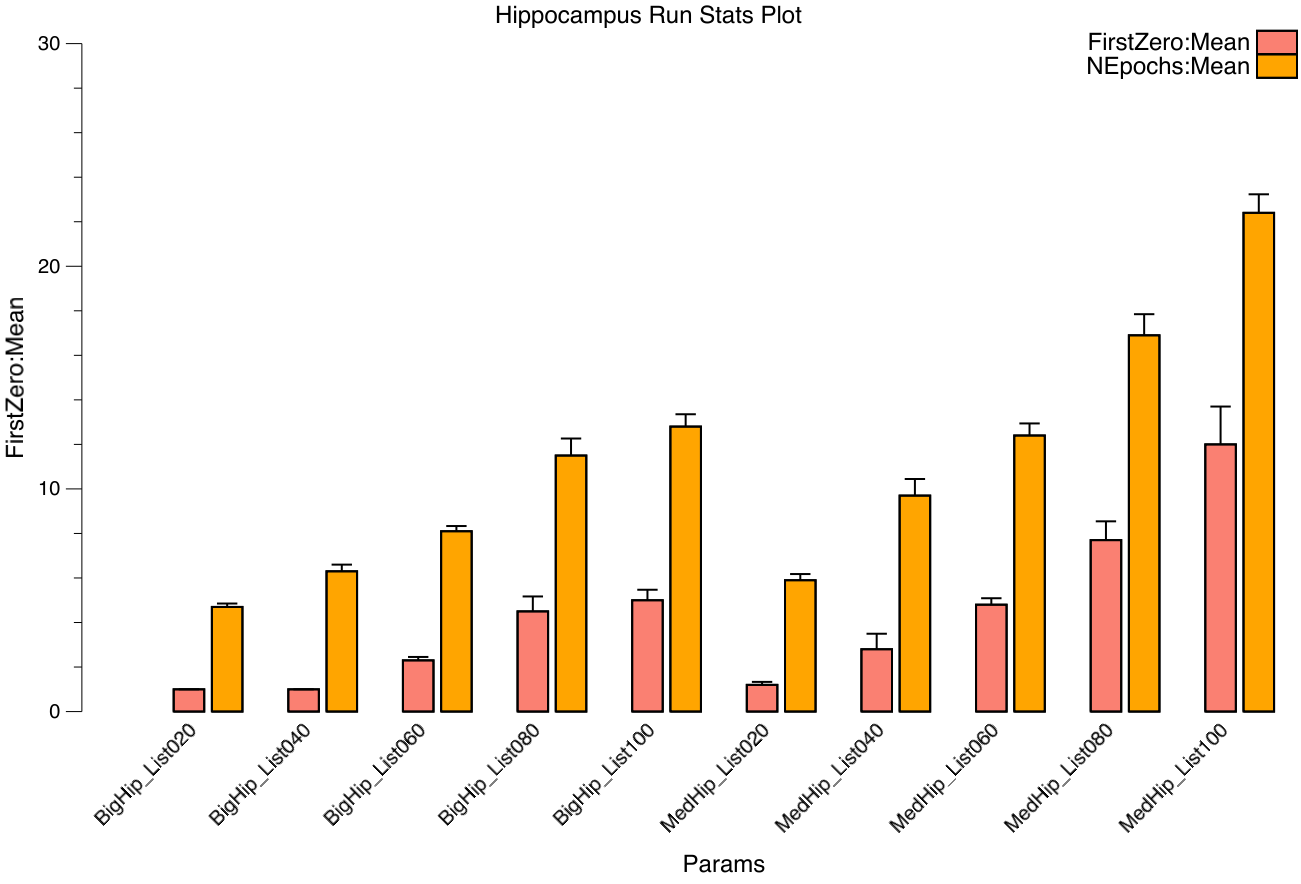 Hippocampus Run Stats Plot
FirstZero:Mean
NEpochs:Mean
30
20
10
0
FirstZero:Mean
BigHip_List020
BigHip_List040
BigHip_List060
BigHip_List080
BigHip_List100
MedHip_List020
MedHip_List040
MedHip_List060
MedHip_List080
MedHip_List100
Params